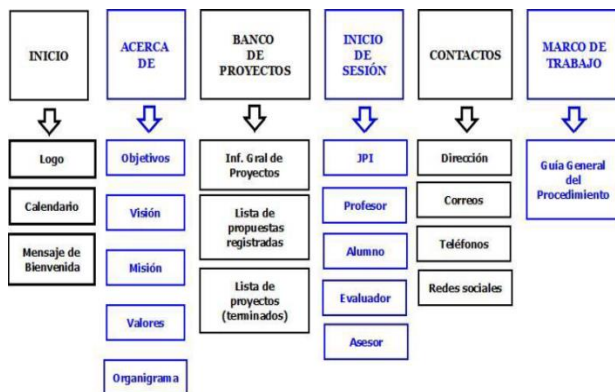 INICIO
ACERCA
DE
BANCO
DE
PROYECTOS
INICIO
DE
SESIÓN
CONTACTOS
MARCO DE
TRABAJO
Logo
Calendario
Mensaje de
Bienvenida
Objetivos
Visión
Misión
Valores
Organigrama
Inf. Gral de
Proyectos
Lista de
propuestas
registradas
Lista de
proyectos
(terminados)
JPI
Profesor
Alumno
Evaluador
Asesor
Dirección
Correos
Teléfonos
Redes sociales
Guía General
del
Procedimiento